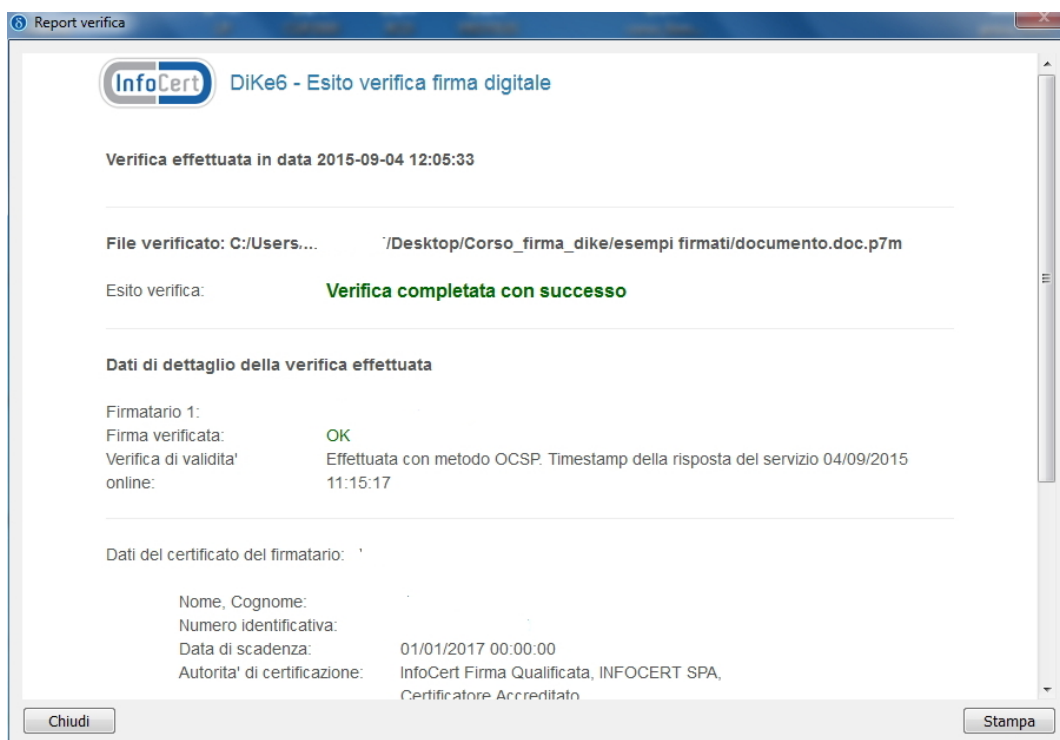 Report verifica
InfoCert DiKe6 - Esito verifica firma digitale
Verifica effettuata in data 2015-09-04 12:05:33
File verificato: C:/Users/... /Desktop/Corso_firma_dike/esempi firmati/documento.doc.p7m
Esito verifica: Verifica completata con successo
Dati di dettaglio della verifica effettuata
Firmatario 1:
Firma verificata: OK
Verifica di validita' Effettuata con metodo OCSP. Timestamp della risposta del servizio 04/09/2015
online: 11:15:17
Dati del certificato del firmatario:
Nome, Cognome:
Numero identificativa:
Data di scadenza: 01/01/2017 00:00:00
Autorita' di certificazione: InfoCert Firma Qualificata, INFOCERT SPA,
Certificatore Accreditato
Chiudi Stampa